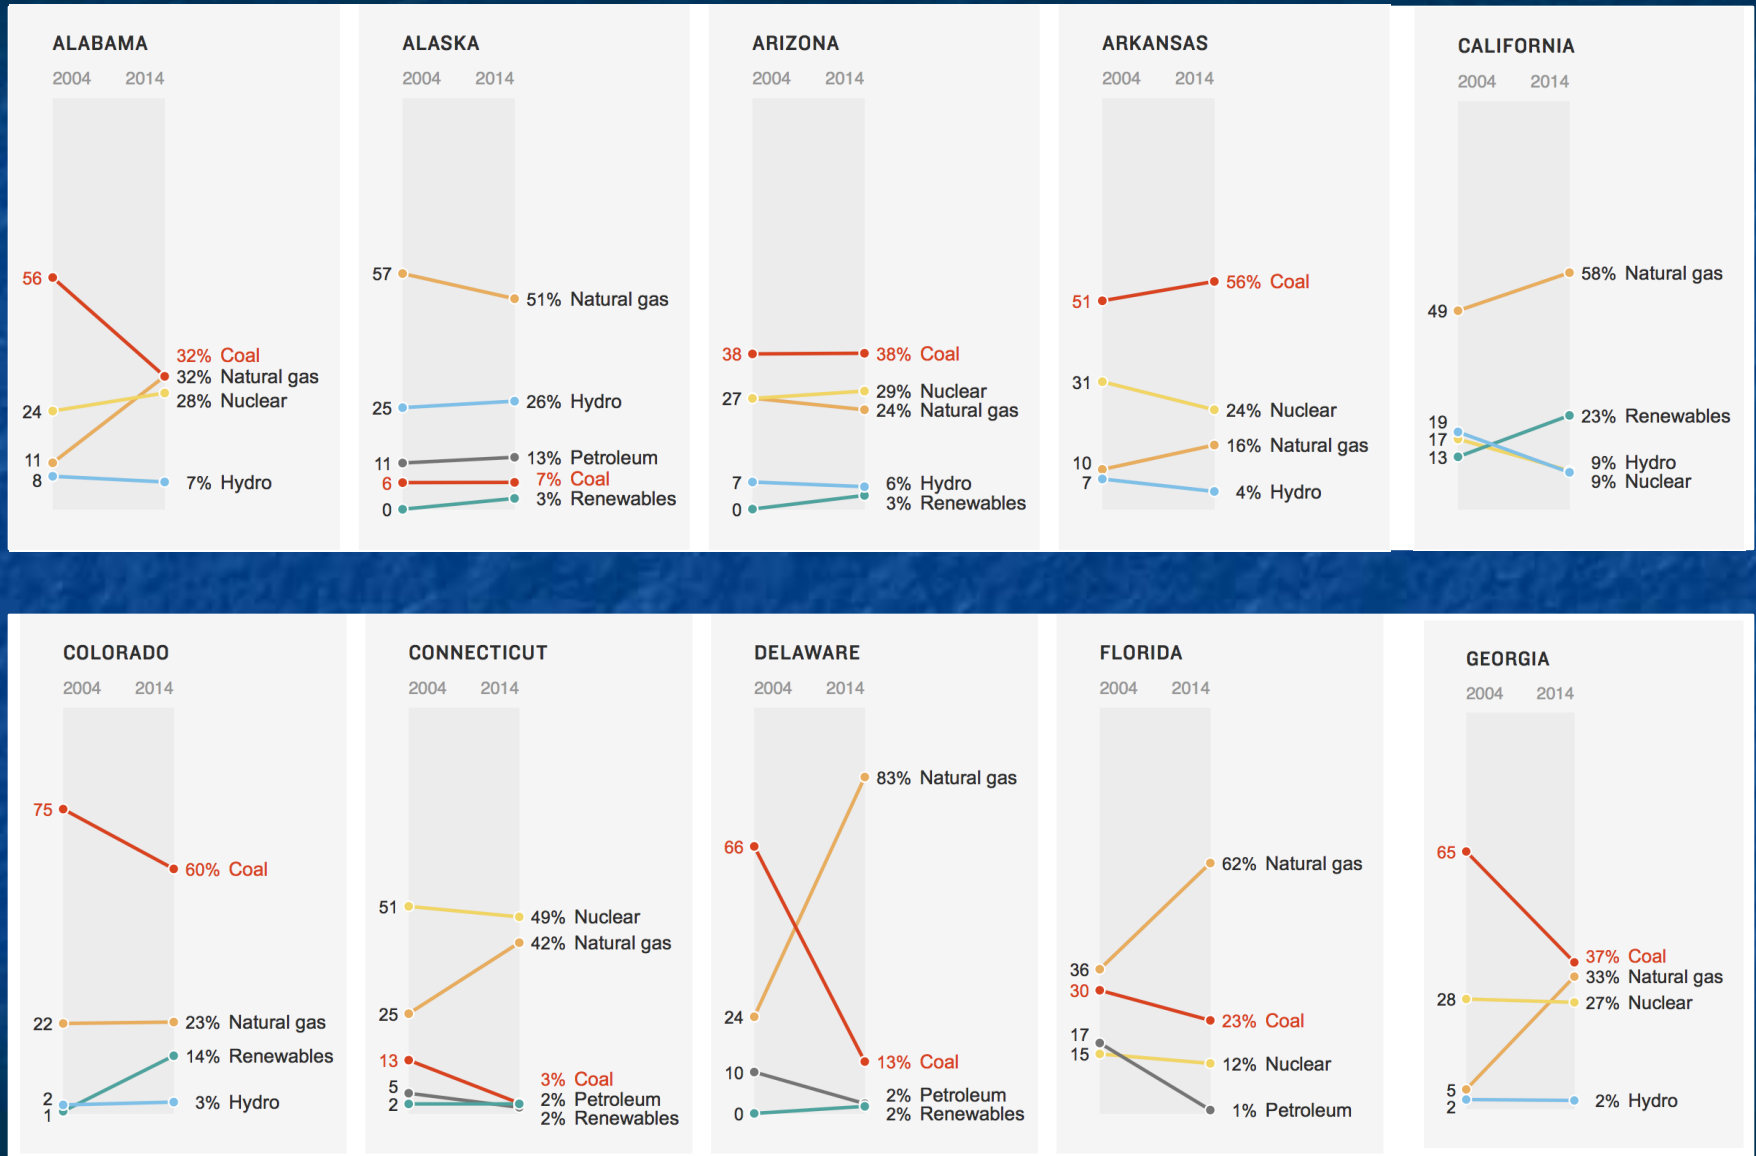 ALABAMA
2004 2014
56
32% Coal
32% Natural gas
28% Nuclear
24
11
8
7% Hydro
ALASKA
2004 2014
57
51% Natural gas
25
26% Hydro
11
13% Petroleum
6
7% Coal
3% Renewables
0
ARIZONA
2004 2014
38
38% Coal
27
29% Nuclear
24% Natural gas
7
6% Hydro
3% Renewables
0
ARKANSAS
2004 2014
51
56% Coal
31
24% Nuclear
16% Natural gas
10
7
4% Hydro
CALIFORNIA
2004 2014
58% Natural gas
49
23% Renewables
19
17
13
9% Hydro
9% Nuclear
COLORADO
2004 2014
75
60% Coal
22
23% Natural gas
14% Renewables
2
3% Hydro
1
CONNECTICUT
2004 2014
51
49% Nuclear
42% Natural gas
25
13
3% Coal
5
2% Petroleum
2
2% Renewables
DELAWARE
2004 2014
83% Natural gas
66
24
13% Coal
10
2% Petroleum
0
2% Renewables
FLORIDA
2004 2014
62% Natural gas
36
30
23% Coal
17
15
12% Nuclear
1% Petroleum
GEORGIA
2004 2014
65
37% Coal
33% Natural gas
28
27% Nuclear
5
2
2% Hydro